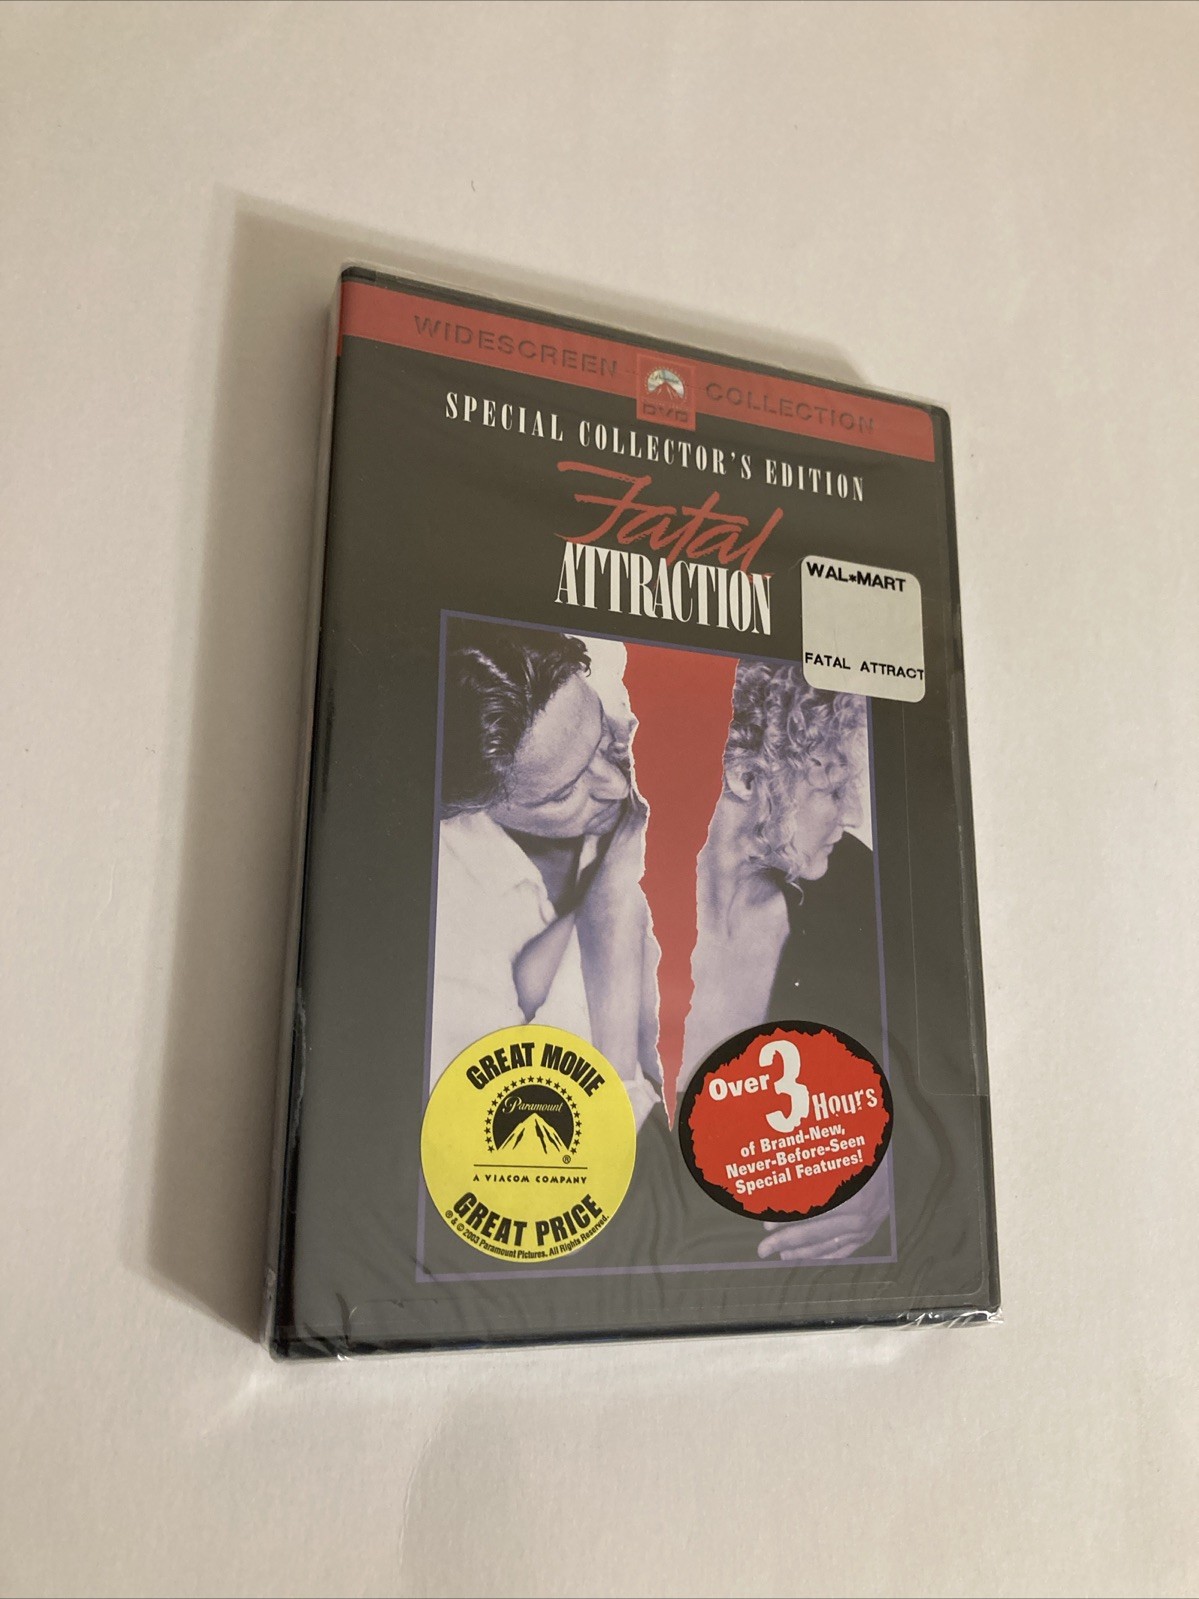 WIDESCREEN COLLECTION
DVD
SPECIAL COLLECTOR'S EDITION
Fatal
ATTRACTION
WAL*MART
FATAL ATTRACT
GREAT MOVIE
Paramount
®
A VIACOM COMPANY
GREAT PRICE
® & © 2003 Paramount Pictures. All Rights Reserved.
Over 3 Hours
of Brand-New,
Never-Before-Seen
Special Features!